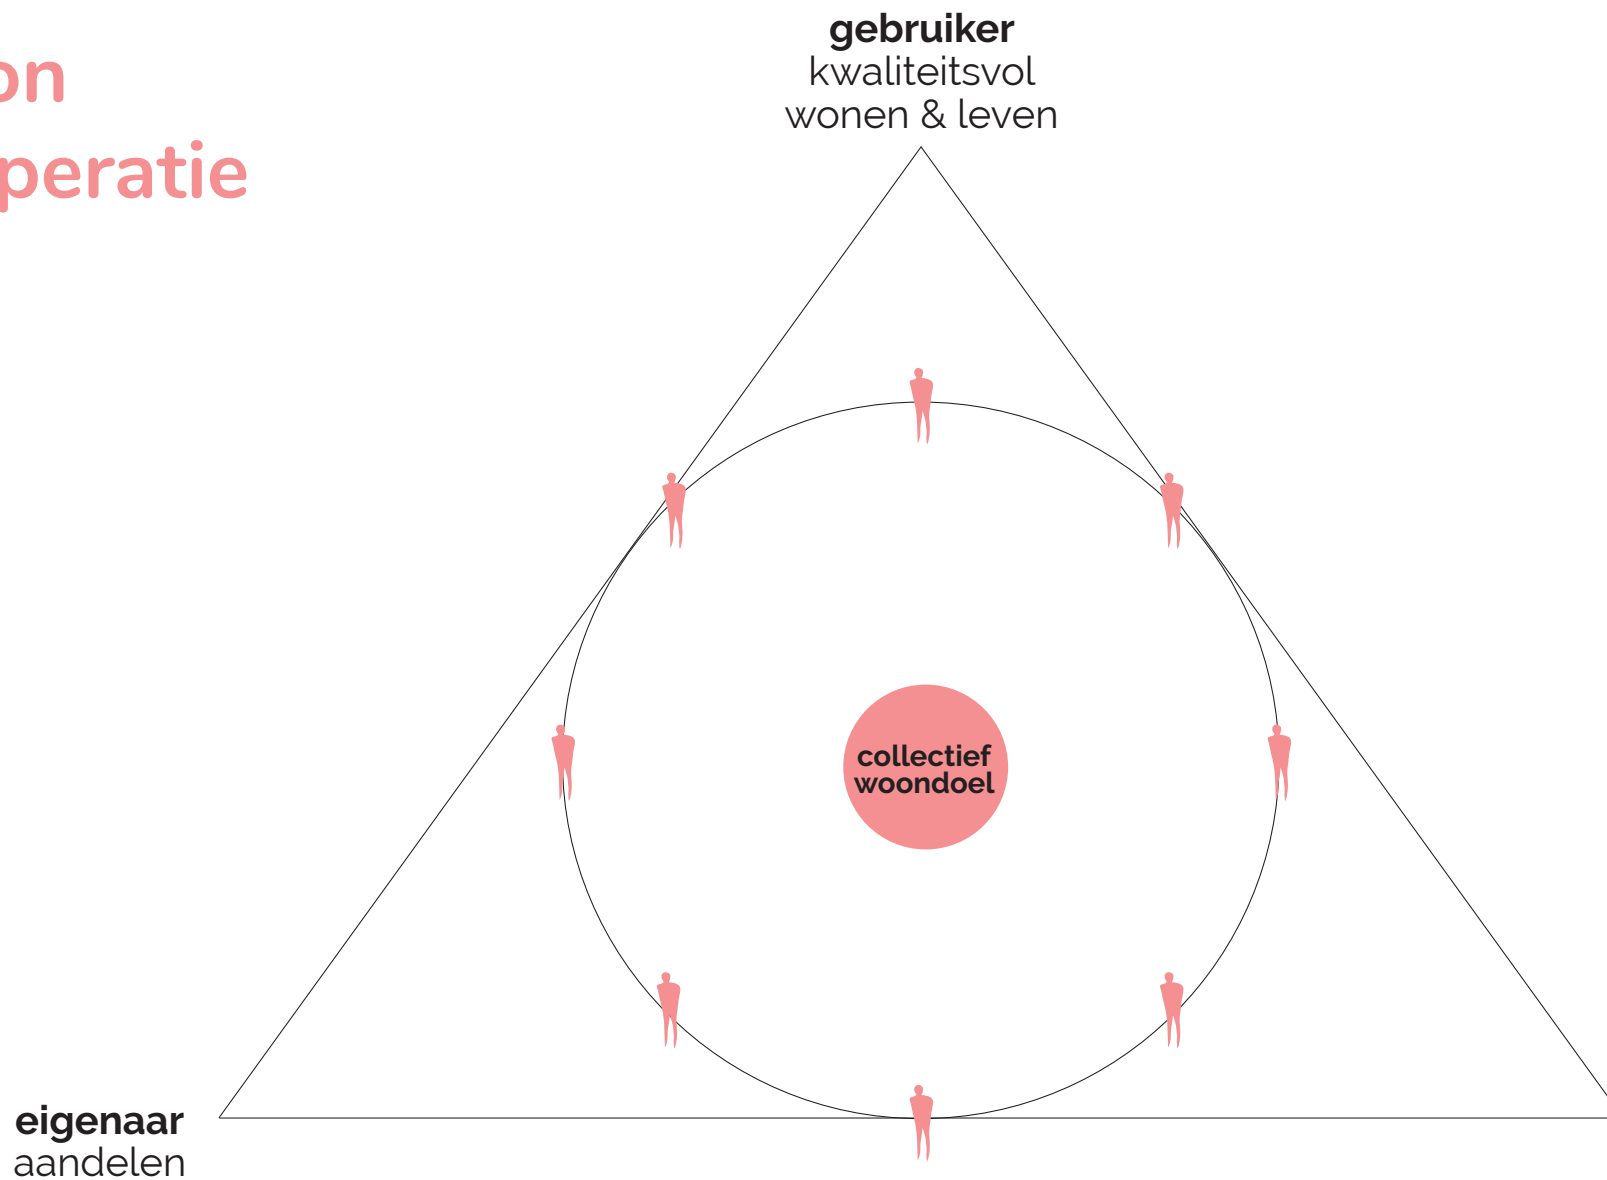 on
peratie
gebruiker
kwaliteitsvol
wonen & leven
collectief
woondoel
eigenaar
aandelen